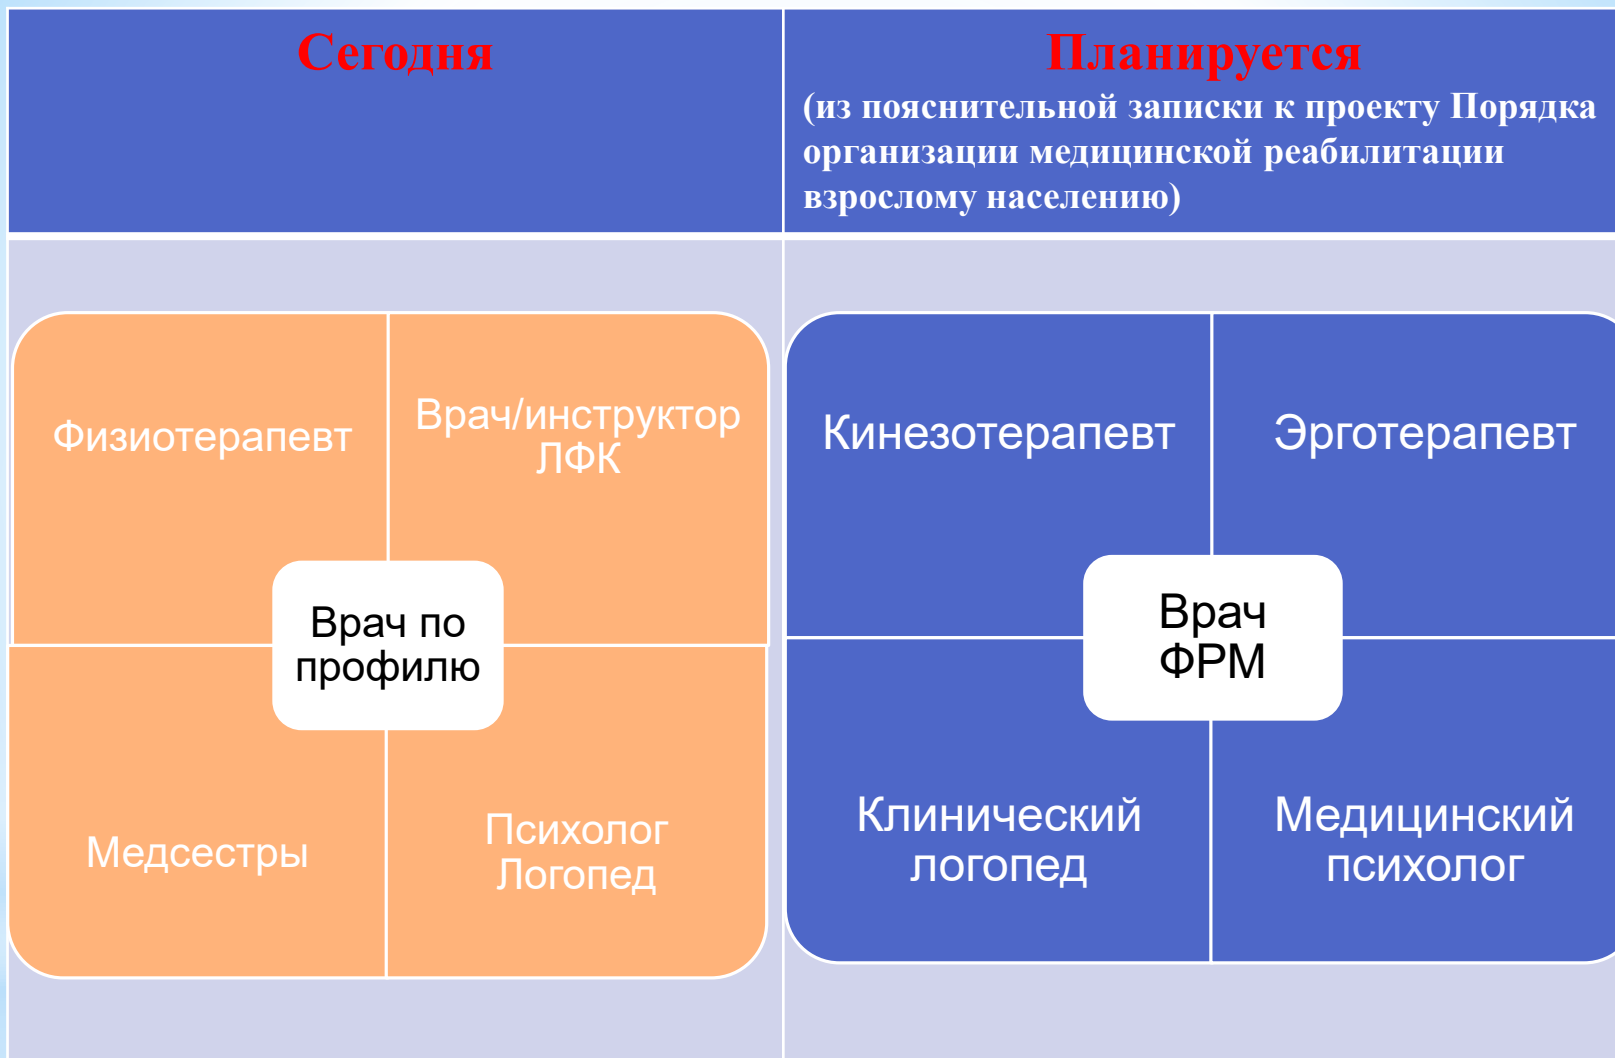 Сегодня
Планируется
(из пояснительной записки к проекту Порядка
организации медицинской реабилитации
взрослому населению)
Физиотерапевт
Врач/инструктор
ЛФК
Врач по
профилю
Медсестры
Психолог
Логопед
Кинезотерапевт
Эрготерапевт
Врач
ФРМ
Клинический
логопед
Медицинский
психолог